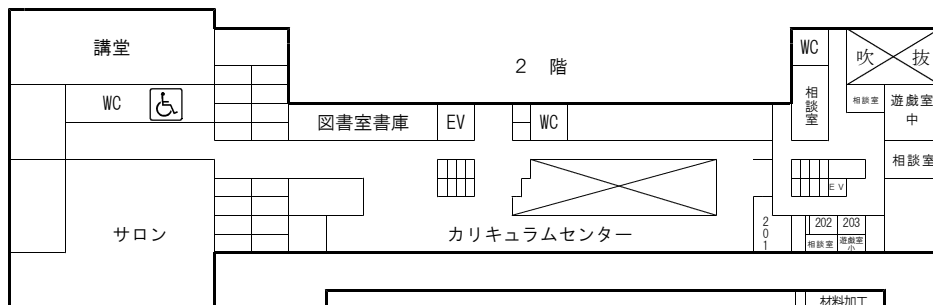 講堂
2 階
WC
吹 抜
WC
相談室
相談室
遊戯室
中
図書室書庫
EV
WC
相談室
EV
サロン
カリキュラムセンター
201
202
203
相談室
遊戯室
小
材料加工